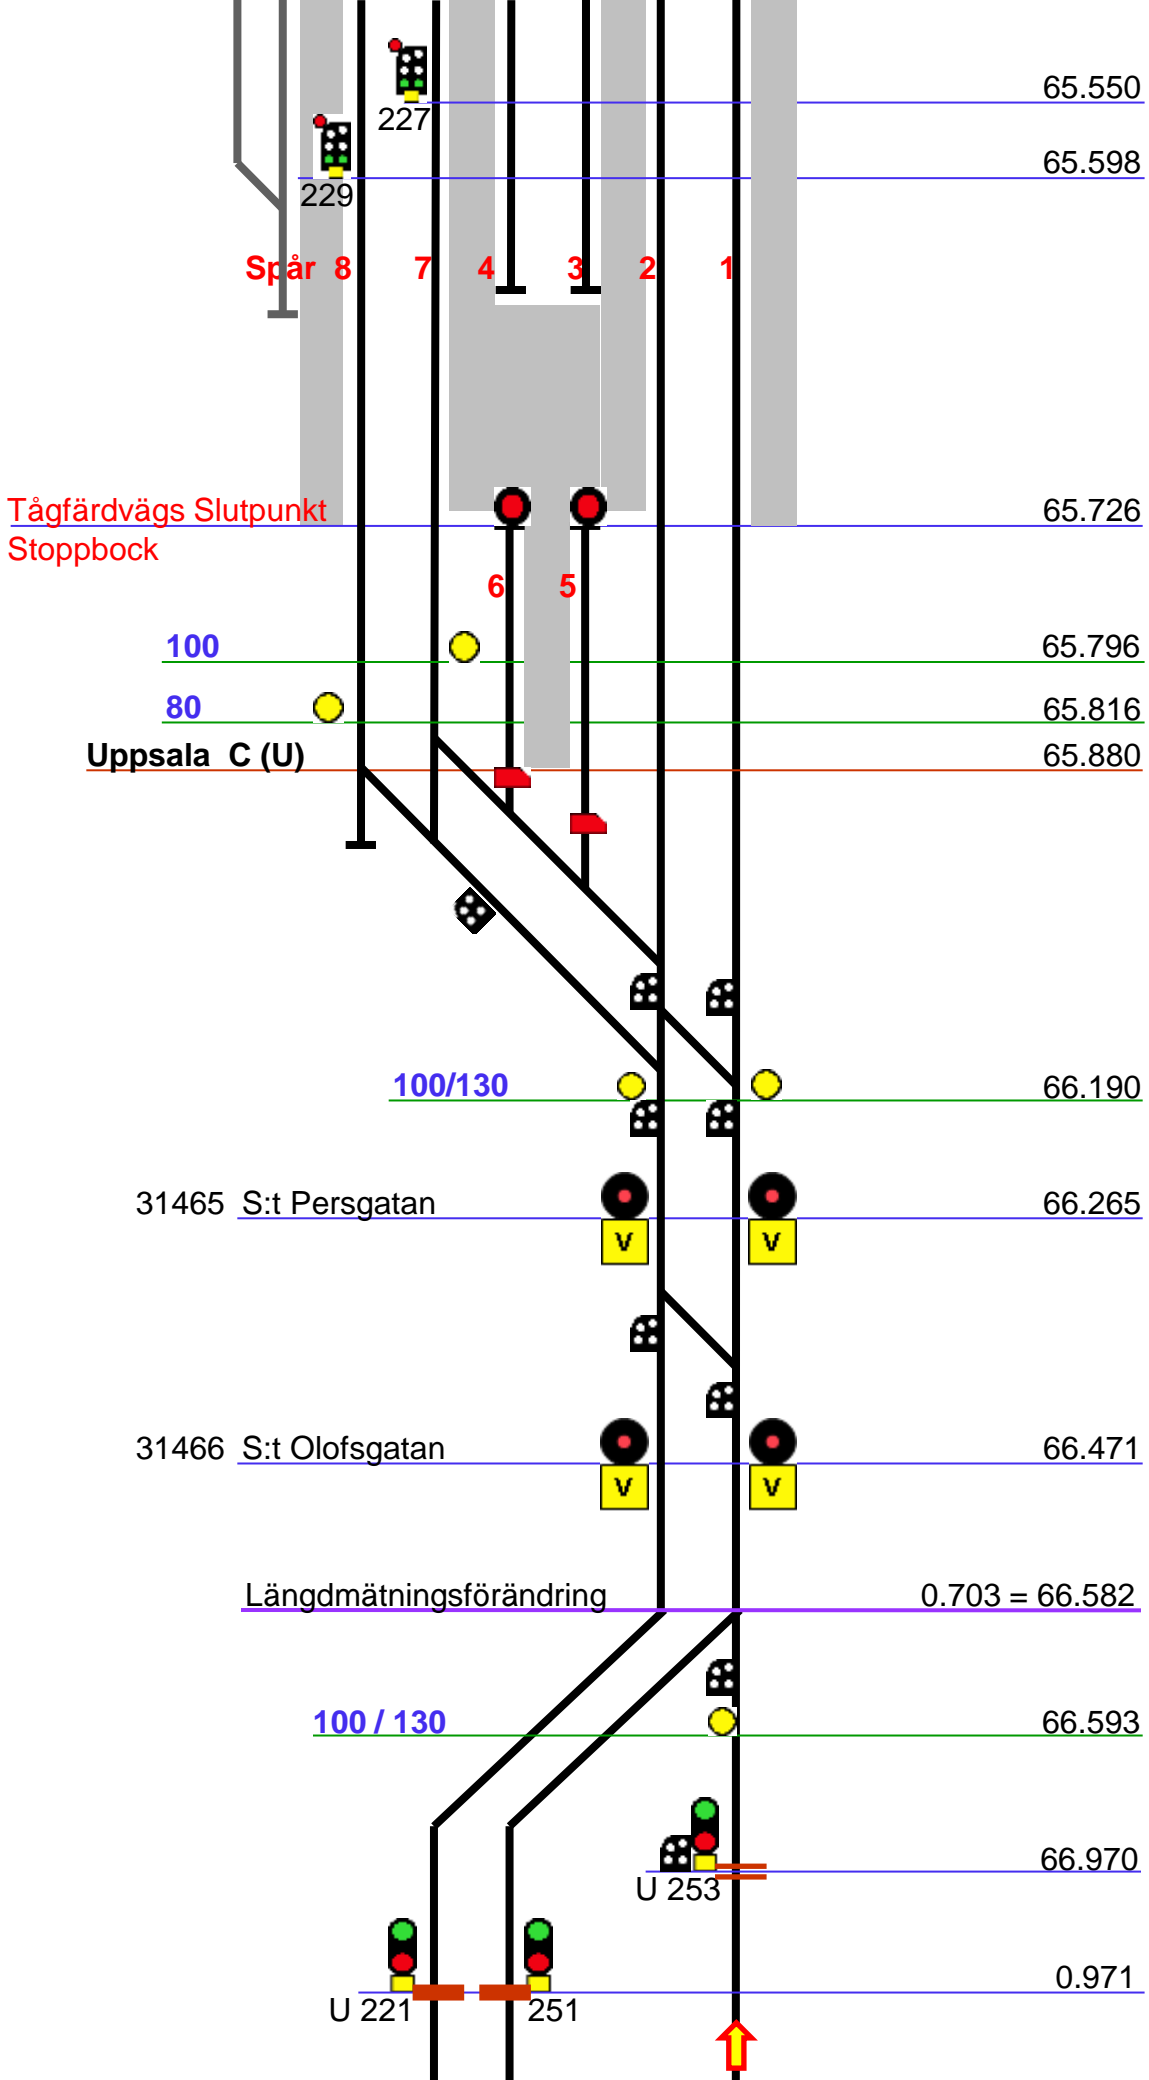 65.550
227
65.598
229
Spår 8 7 4 3 2 1
Tågfärdvägs Slutpunkt 65.726
Stoppbock
6 5
100 65.796
80 65.816
Uppsala C (U) 65.880
100/130 66.190
31465 S:t Persgatan 66.265
V V
31466 S:t Olofsgatan 66.471
V V
Längdmätningsförändring 0.703 = 66.582
100 / 130 66.593
66.970
U 253
0.971
U 221 251